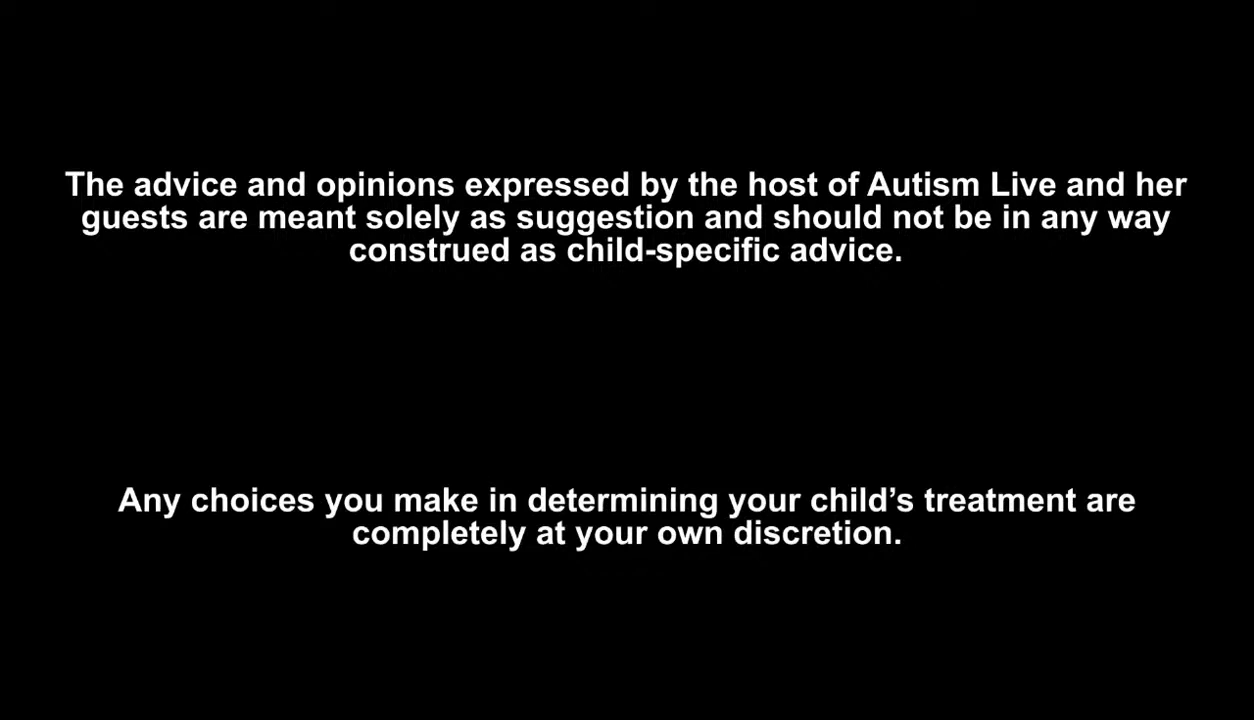 The advice and opinions expressed by the host of Autism Live and her
guests are meant solely as suggestion and should not be in any way
construed as child-specific advice.
Any choices you make in determining your child’s treatment are
completely at your own discretion.